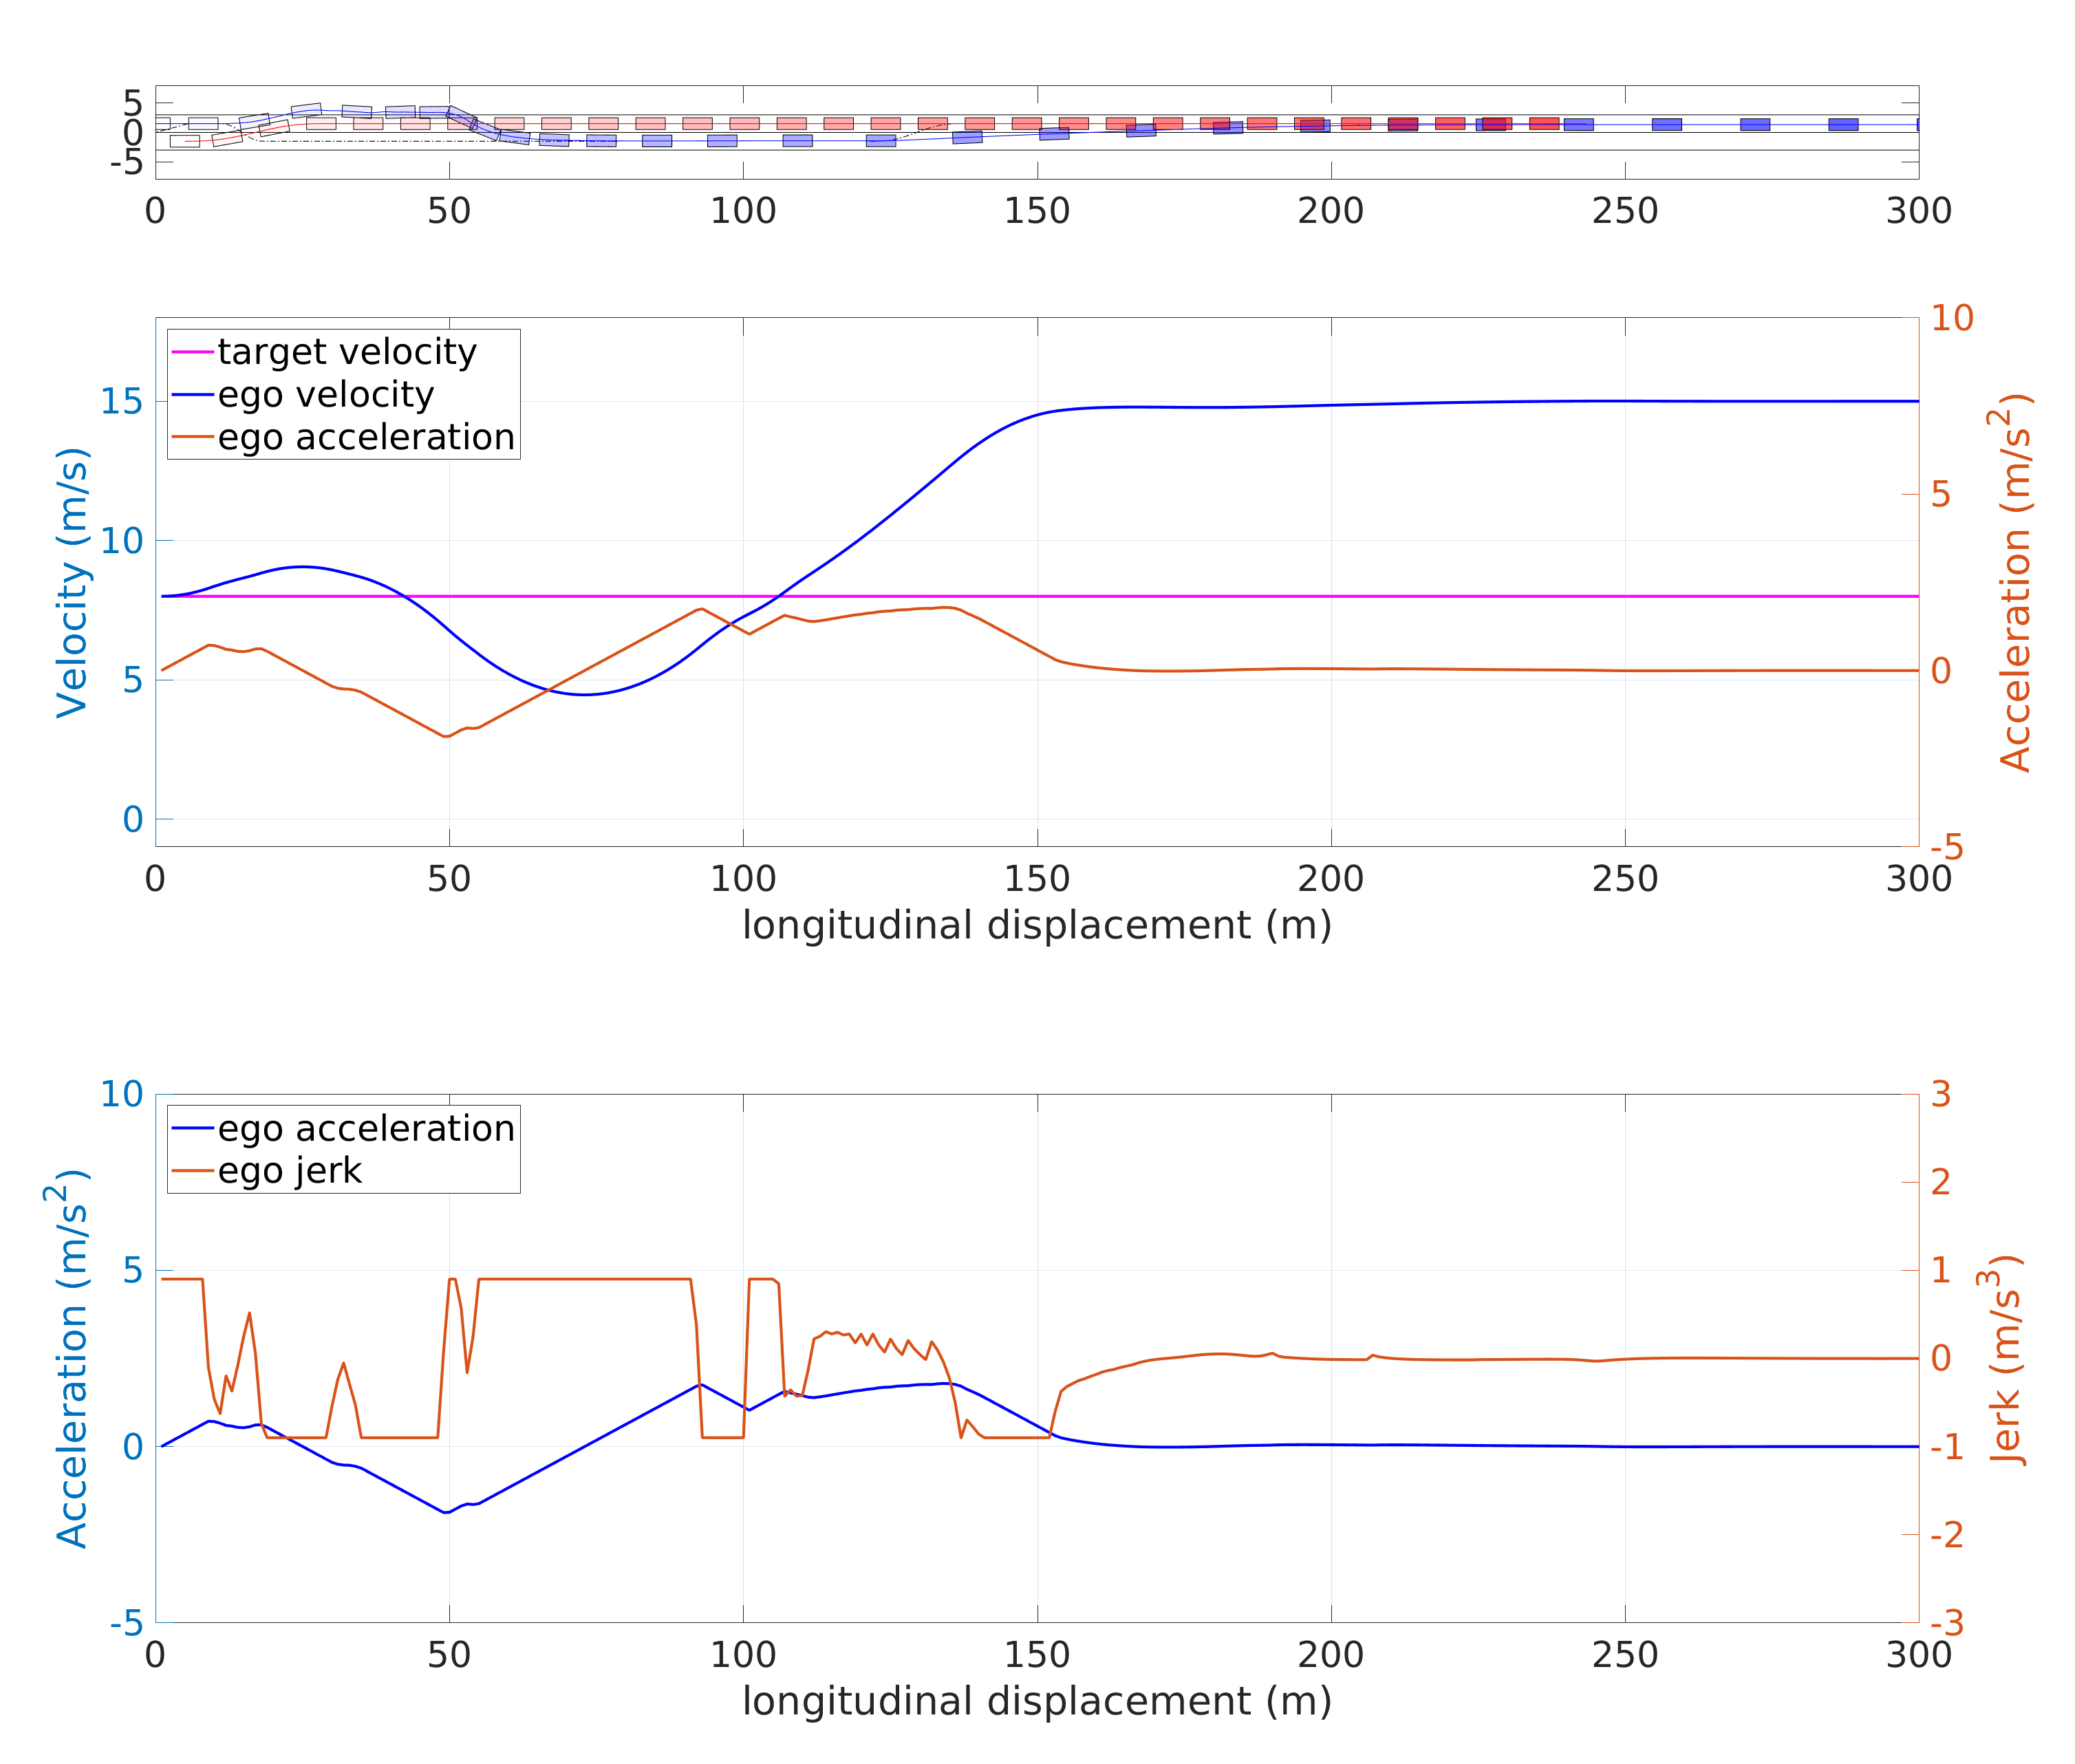 5
0
-5
0 50 100 150 200 250 300
target velocity
ego velocity
ego acceleration
15
10
5
0
Velocity (m/s)
10
5
0
-5
Acceleration (m/s²)
0 50 100 150 200 250 300
longitudinal displacement (m)
ego acceleration
ego jerk
10
5
0
-5
Acceleration (m/s²)
3
2
1
0
-1
-2
-3
Jerk (m/s³)
0 50 100 150 200 250 300
longitudinal displacement (m)